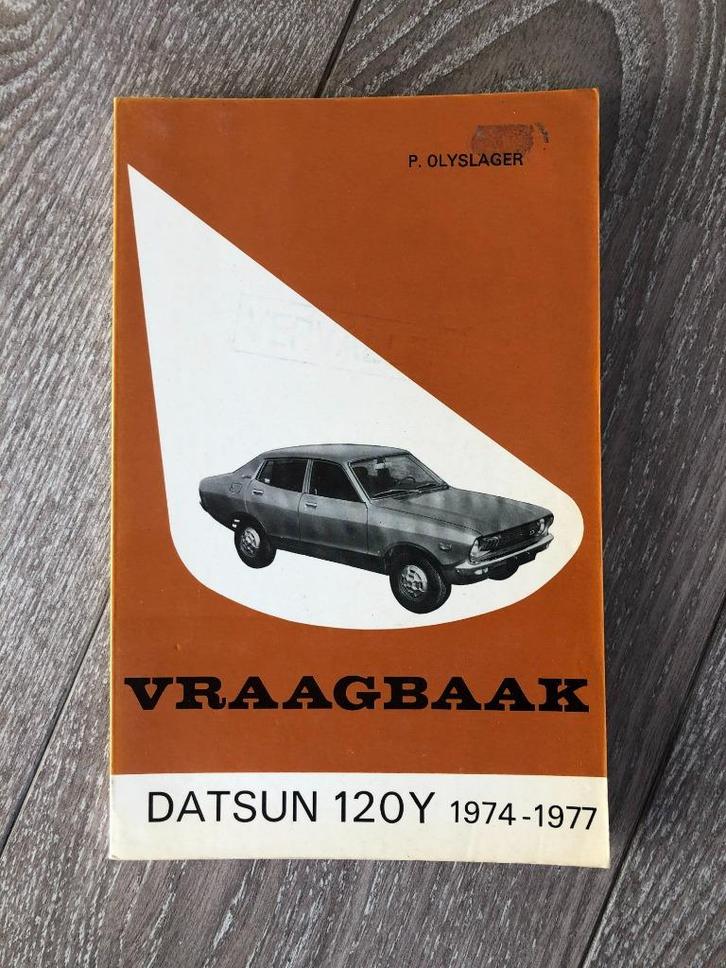 P. OLYSLAGER
VRAAGBAAK
DATSUN 120Y 1974-1977